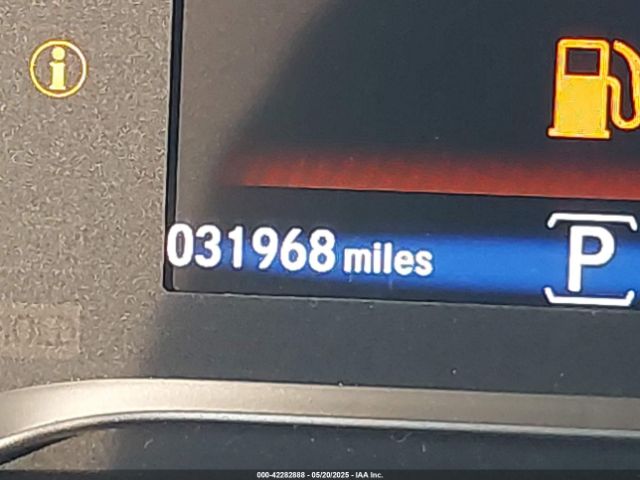 031968 miles
P
000-42282888 - 05/20/2025 - IAA Inc.